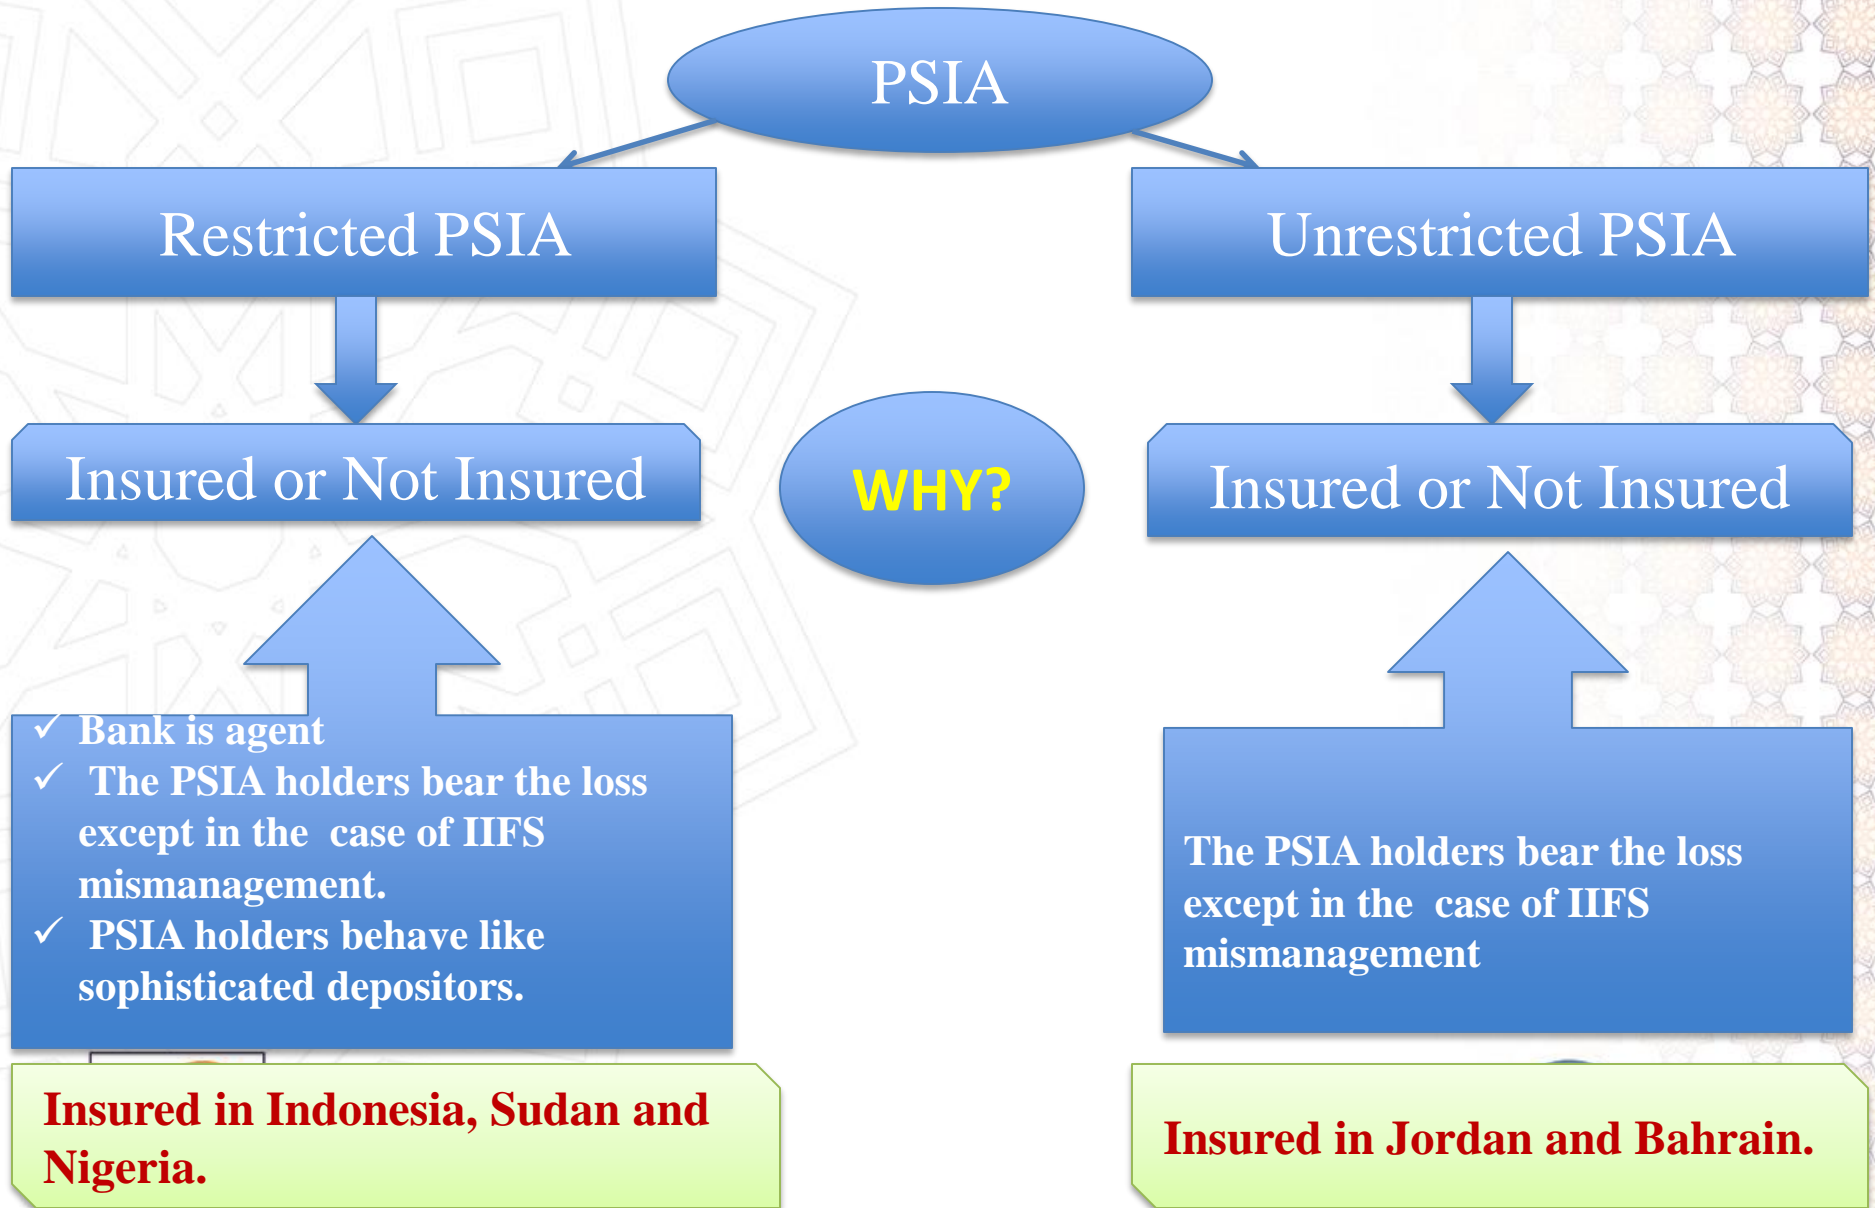 PSIA
Restricted PSIA
Unrestricted PSIA
Insured or Not Insured
WHY?
Insured or Not Insured
✓ Bank is agent
✓ The PSIA holders bear the loss
except in the case of IIFS
mismanagement.
✓ PSIA holders behave like
sophisticated depositors.
The PSIA holders bear the loss
except in the case of IIFS
mismanagement
Insured in Indonesia, Sudan and
Nigeria.
Insured in Jordan and Bahrain.